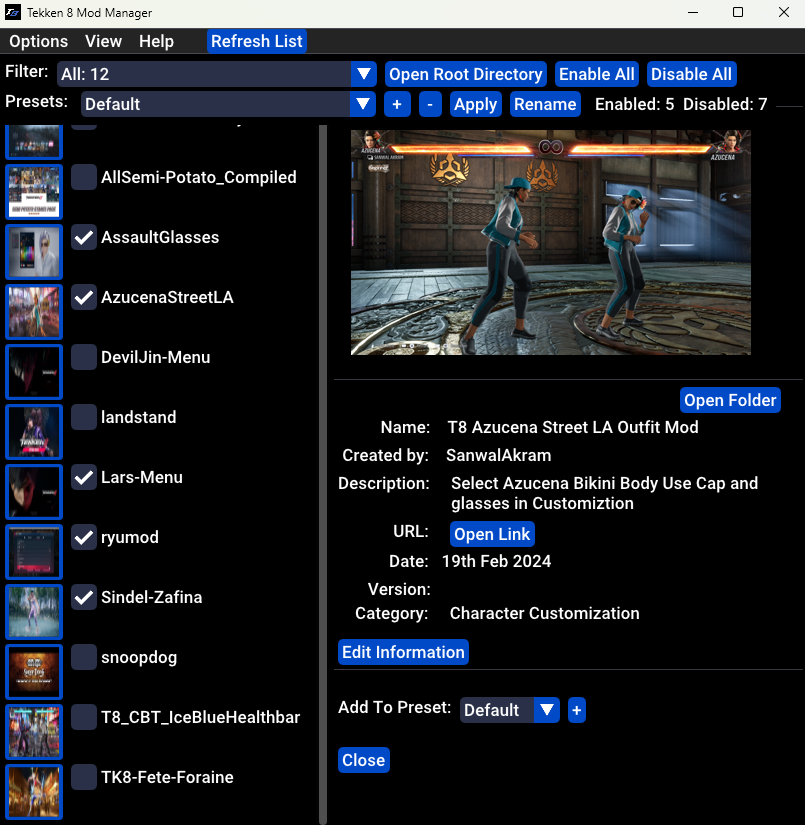 Tekken 8 Mod Manager
Options View Help Refresh List
Filter: All: 12 Open Root Directory Enable All Disable All
Presets: Default + - Apply Rename Enabled: 5 Disabled: 7
AllSemi-Potato_Compiled
AssaultGlasses
AzucenaStreetLA
DevilJin-Menu
landstand
Lars-Menu
ryumod
Sindel-Zafina
snoopdog
T8_CBT_IceBlueHealthbar
TK8-Fete-Foraine
AZUCENA
SANWALAKRAM
AZUCENA
Open Folder
Name: T8 Azucena Street LA Outfit Mod
Created by: SanwalAkram
Description: Select Azucena Bikini Body Use Cap and
glasses in Customiztion
URL: Open Link
Date: 19th Feb 2024
Version:
Category: Character Customization
Edit Information
Add To Preset: Default +
Close